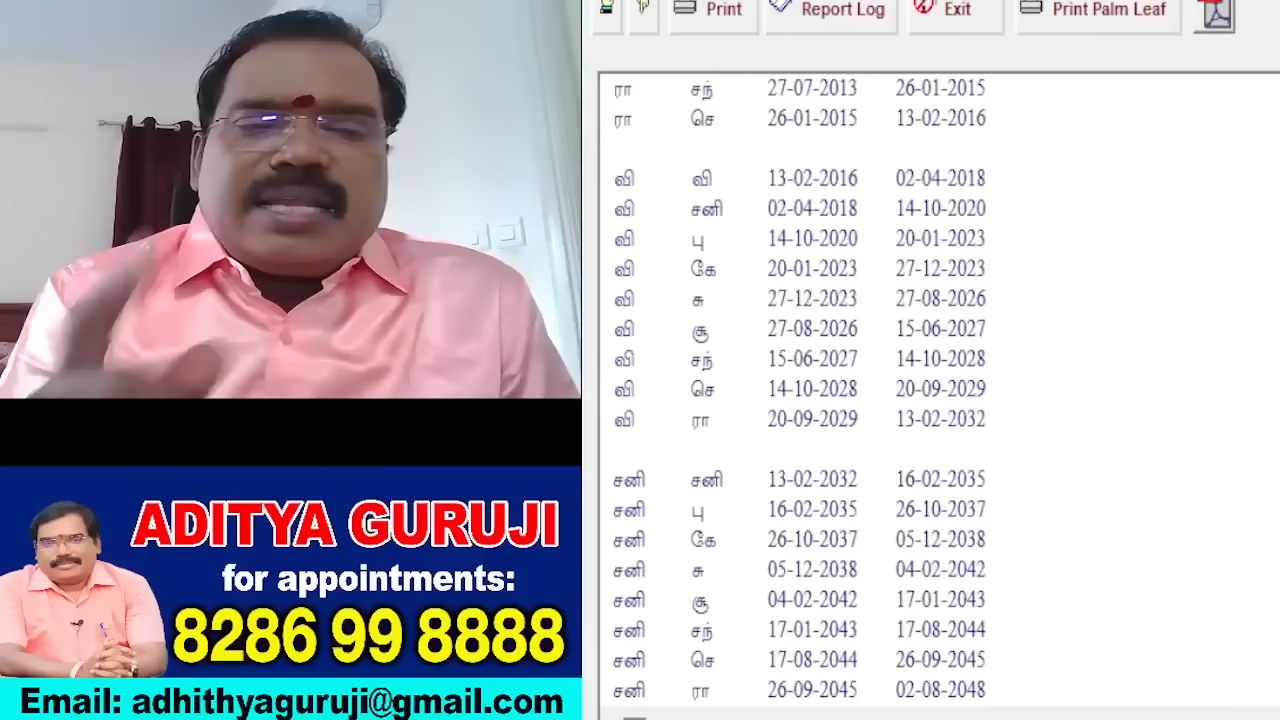 Print Report Log Exit Print Palm Leaf
ரா சந் 27-07-2013 26-01-2015
ரா செ 26-01-2015 13-02-2016
வி வி 13-02-2016 02-04-2018
வி சனி 02-04-2018 14-10-2020
வி பு 14-10-2020 20-01-2023
வி கே 20-01-2023 27-12-2023
வி சு 27-12-2023 27-08-2026
வி சூ 27-08-2026 15-06-2027
வி சந் 15-06-2027 14-10-2028
வி செ 14-10-2028 20-09-2029
வி ரா 20-09-2029 13-02-2032
சனி சனி 13-02-2032 16-02-2035
சனி பு 16-02-2035 26-10-2037
சனி கே 26-10-2037 05-12-2038
சனி சு 05-12-2038 04-02-2042
சனி சூ 04-02-2042 17-01-2043
சனி சந் 17-01-2043 17-08-2044
சனி செ 17-08-2044 26-09-2045
சனி ரா 26-09-2045 02-08-2048
ADITYA GURUJI
for appointments:
8286 99 8888
Email: adhithyaguruji@gmail.com